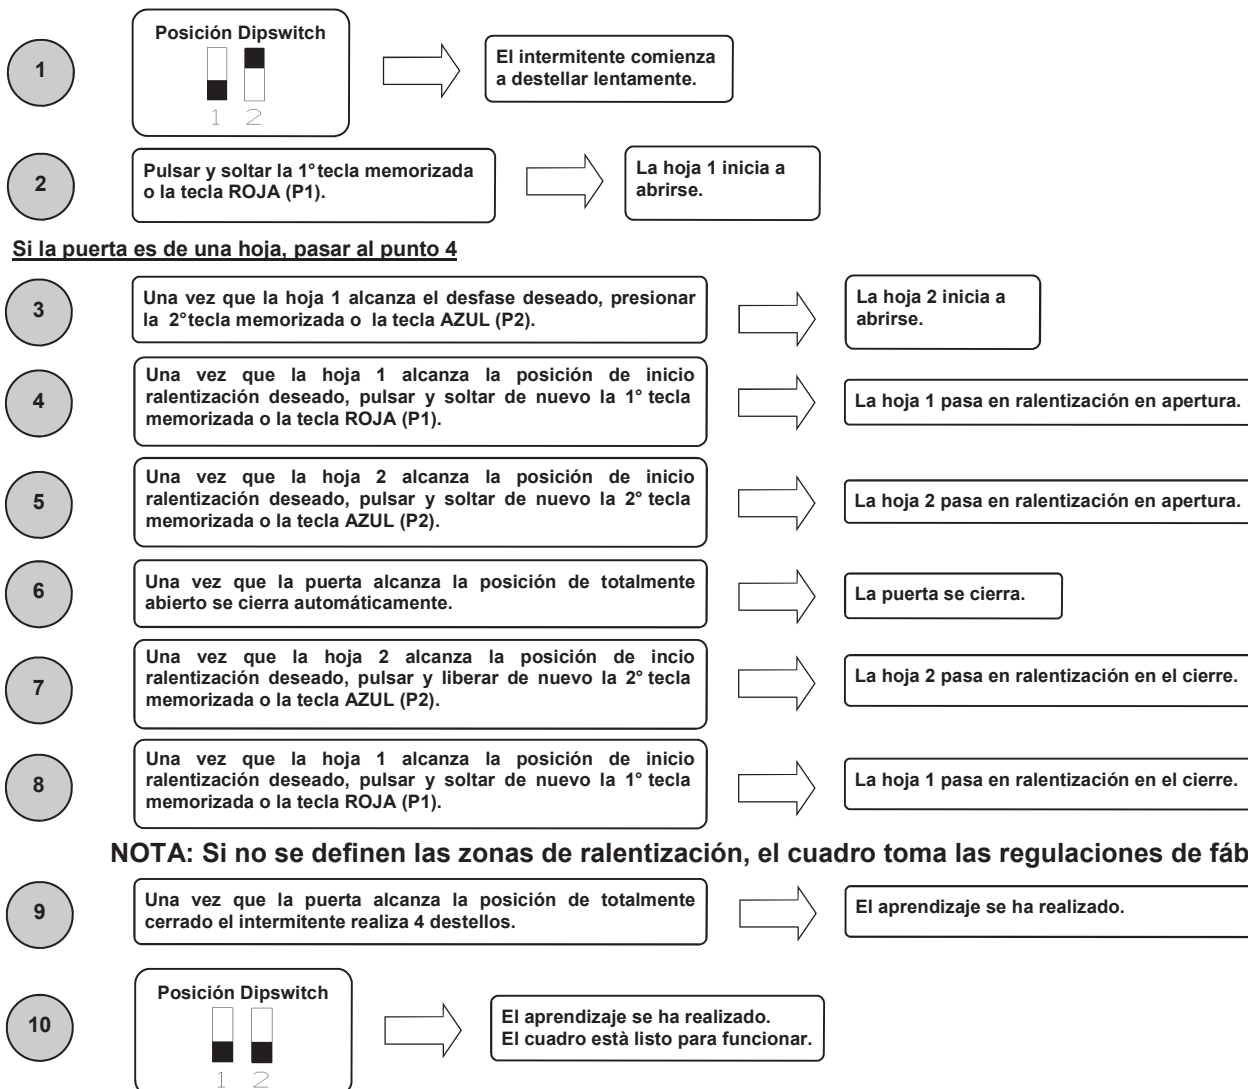 1
Posición Dipswitch
1 2
El intermitente comienza
a destellar lentamente.
2
Pulsar y soltar la 1° tecla memorizada
o la tecla ROJA (P1).
La hoja 1 inicia a
abrirse.
Si la puerta es de una hoja, pasar al punto 4
3
Una vez que la hoja 1 alcanza el desfase deseado, presionar
la 2° tecla memorizada o la tecla AZUL (P2).
La hoja 2 inicia a
abrirse.
4
Una vez que la hoja 1 alcanza la posición de inicio
ralentización deseado, pulsar y soltar de nuevo la 1° tecla
memorizada o la tecla ROJA (P1).
La hoja 1 pasa en ralentización en apertura.
5
Una vez que la hoja 2 alcanza la posición de inicio
ralentización deseado, pulsar y soltar de nuevo la 2° tecla
memorizada o la tecla AZUL (P2).
La hoja 2 pasa en ralentización en apertura.
6
Una vez que la puerta alcanza la posición de totalmente
abierto se cierra automáticamente.
La puerta se cierra.
7
Una vez que la hoja 2 alcanza la posición de incio
ralentización deseado, pulsar y liberar de nuevo la 2° tecla
memorizada o la tecla AZUL (P2).
La hoja 2 pasa en ralentización en el cierre.
8
Una vez que la hoja 1 alcanza la posición de inicio
ralentización deseado, pulsar y soltar de nuevo la 1° tecla
memorizada o la tecla ROJA (P1).
La hoja 1 pasa en ralentización en el cierre.
NOTA: Si no se definen las zonas de ralentización, el cuadro toma las regulaciones de fáb
9
Una vez que la puerta alcanza la posición de totalmente
cerrado el intermitente realiza 4 destellos.
El aprendizaje se ha realizado.
10
Posición Dipswitch
1 2
El aprendizaje se ha realizado.
El cuadro està listo para funcionar.